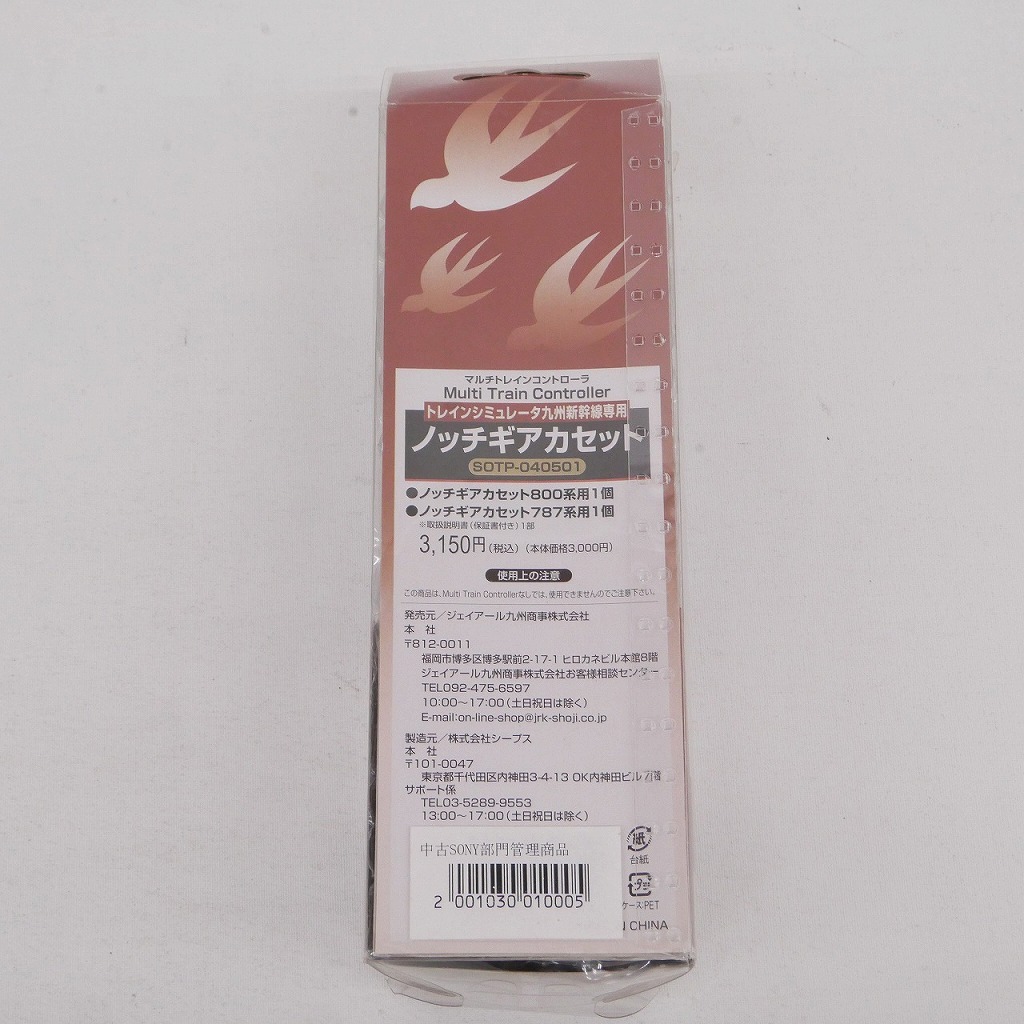 マルチトレインコントローラ
Multi Train Controller
トレインシミュレータ九州新幹線専用
ノッチギアカセット
SOTP-040501
●ノッチギアカセット800系用1個
●ノッチギアカセット787系用1個
※取扱説明書(保証書付き)1部
3,150円(税込)(本体価格3,000円)
使用上の注意
この商品は、Multi Train Controllerなしでは、使用できませんのでご注意下さい。
発売元/ジェイアール九州商事株式会社
本 社
〒812-0011
福岡市博多区博多駅前2-17-1 ヒロカネビル本館8階
ジェイアール九州商事株式会社お客様相談センター
TEL092-475-6597
10:00〜17:00(土日祝日は除く)
E-mail:on-line-shop@jrk-shoji.co.jp
製造元/株式会社シーブス
本 社
〒101-0047
東京都千代田区内神田3-4-13 OK内神田ビル7階
サポート係
TEL03-5289-9553
13:00〜17:00(土日祝日は除く)
中古SONY部門管理商品
2 001030 010005
紙
台紙
プラ
ケース:PET
N CHINA